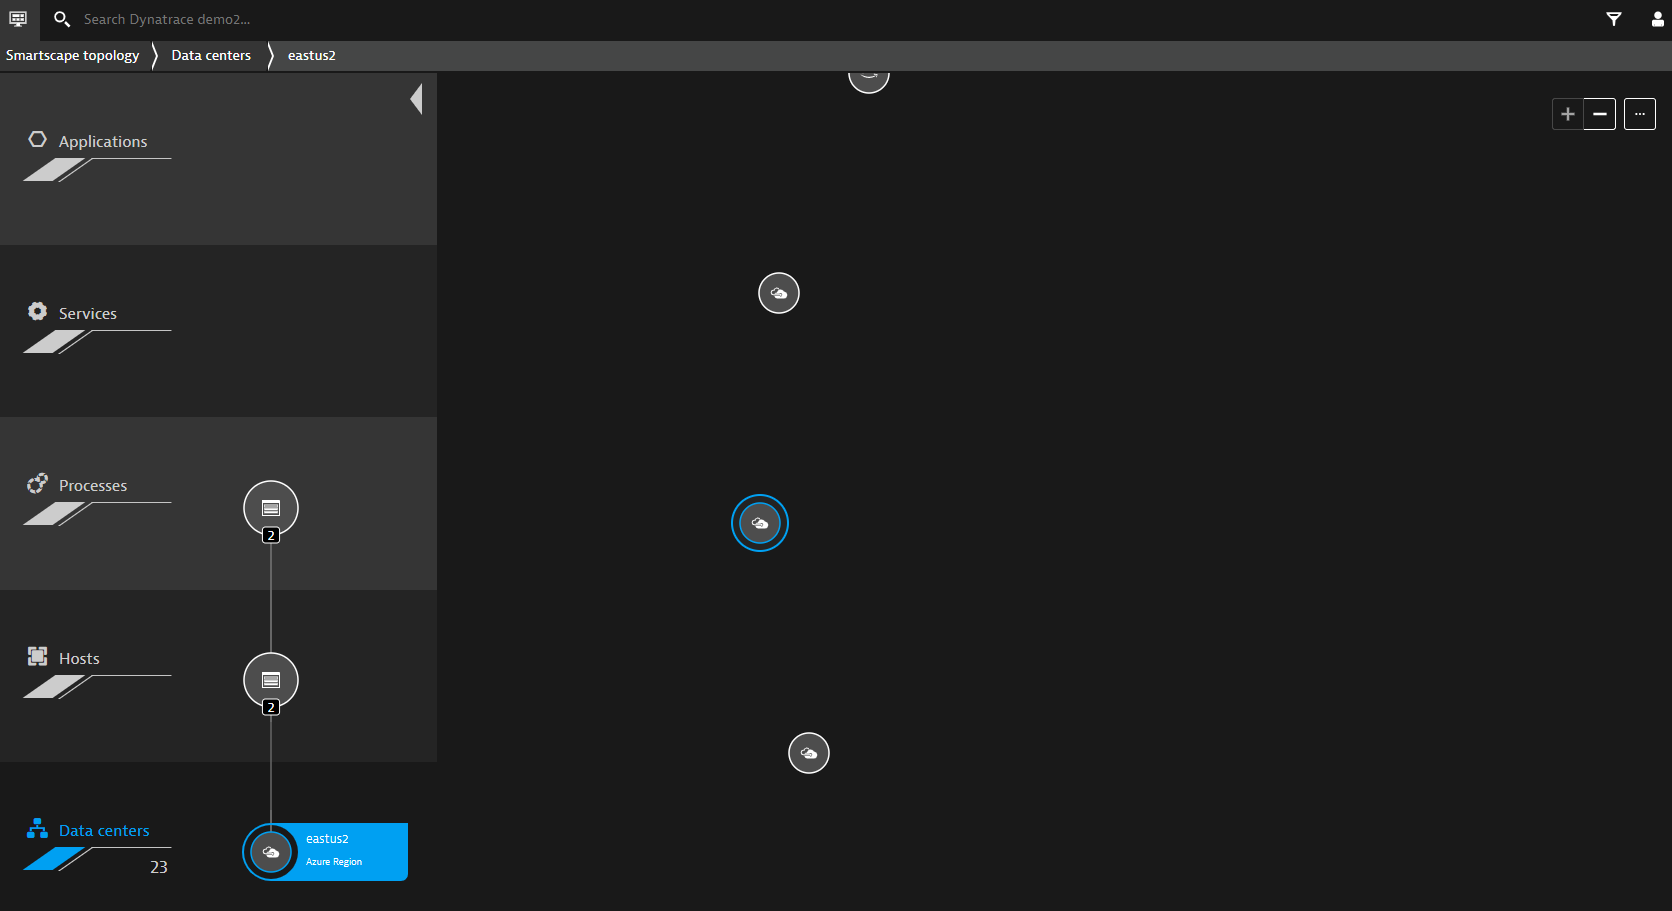 Search Dynatrace demo2...
Smartscape topology
Data centers
eastus2
Applications
Services
Processes
2
Hosts
2
Data centers
23
eastus2
Azure Region